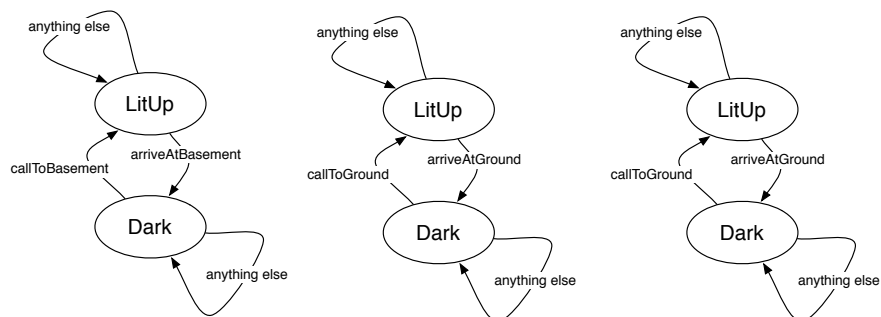 anything else
LitUp
callToBasement
arriveAtBasement
Dark
anything else
anything else
LitUp
callToGround
arriveAtGround
Dark
anything else
anything else
LitUp
callToGround
arriveAtGround
Dark
anything else